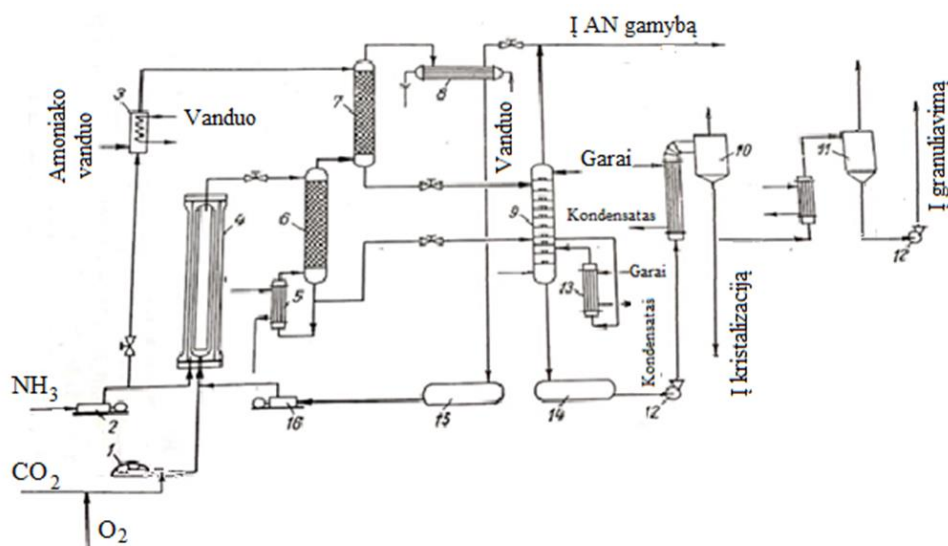 Į AN gamybą
3
Vanduo
Amoniako
vanduo
7
8
Vanduo
Garai
10
11
Į granuliavimą
4
6
9
Kondensatas
12
5
Garai
13
Kondensatas
Į kristalizaciją
NH3
2
16
15
14
12
1
CO2
O2